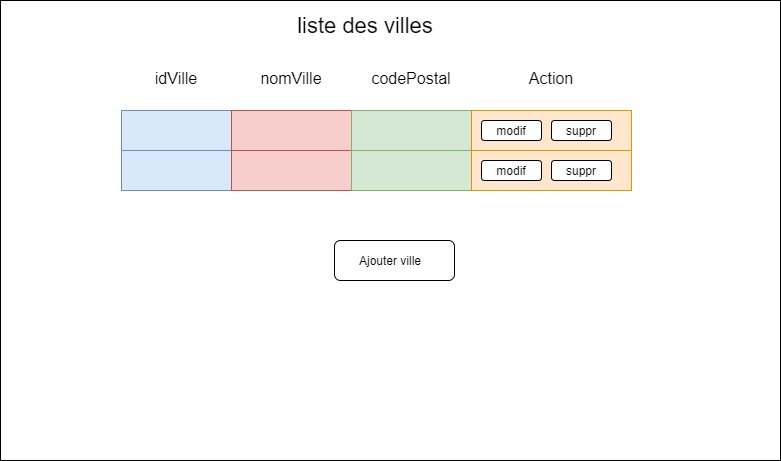 liste des villes
idVille nomVille codePostal Action
modif suppr
modif suppr
Ajouter ville